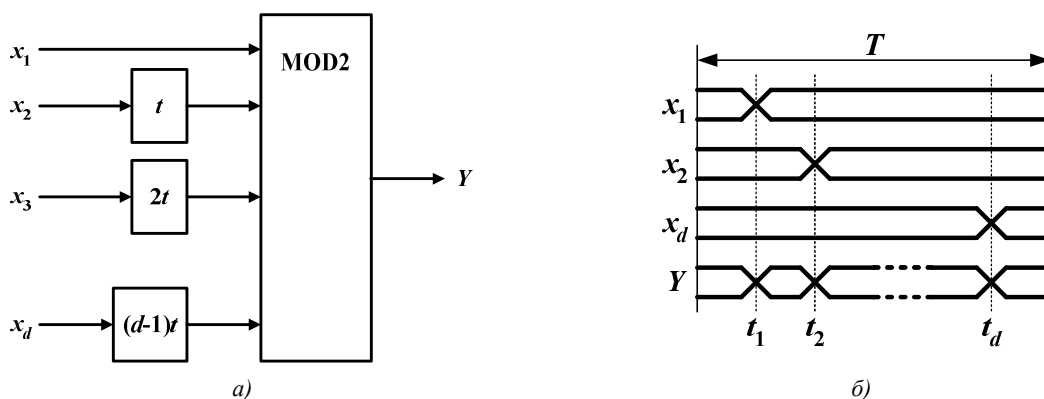 x1
x2
x3
xd
t
2t
(d-1)t
MOD2
Y
а)
T
x1
x2
xd
Y
t1
t2
td
б)